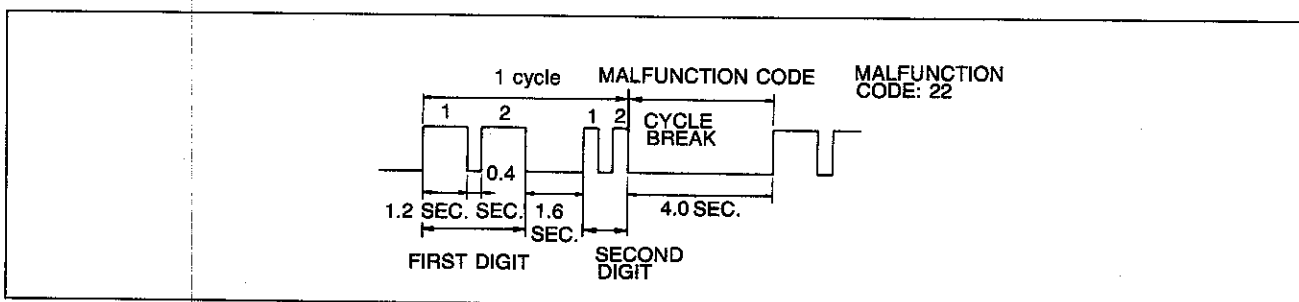 1 cycle MALFUNCTION CODE MALFUNCTION
CODE: 22
1 2 1 2 CYCLE
BREAK
0.4
1.2 SEC. SEC. 1.6
SEC. 4.0 SEC.
FIRST DIGIT SECOND
DIGIT